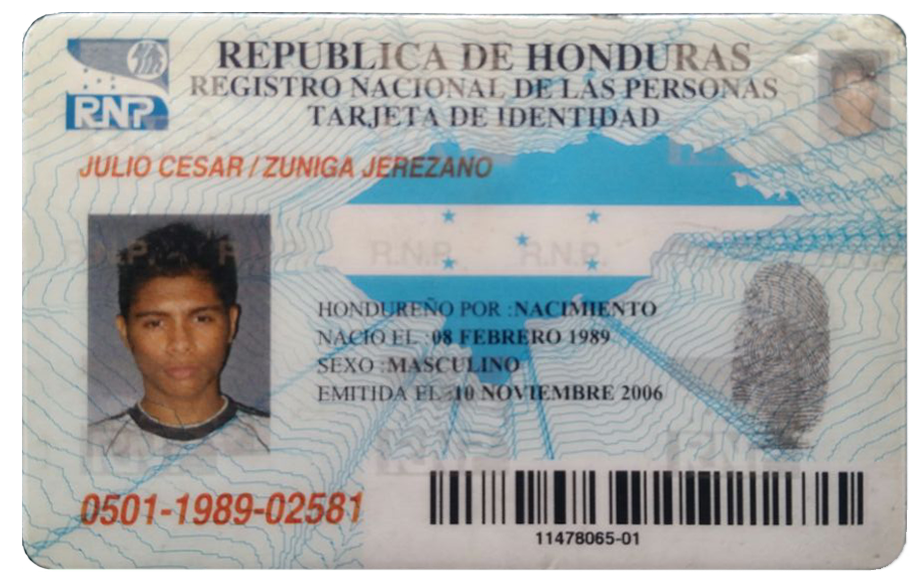 REPUBLICA DE HONDURAS
REGISTRO NACIONAL DE LAS PERSONAS
TARJETA DE IDENTIDAD
RNP
JULIO CESAR / ZUNIGA JEREZANO
R.N.P. R.N.P. R.N.P. R.N.P.
HONDUREÑO POR :NACIMIENTO
NACIO EL :08 FEBRERO 1989
SEXO :MASCULINO
EMITIDA EL :10 NOVIEMBRE 2006
0501-1989-02581
11478065-01